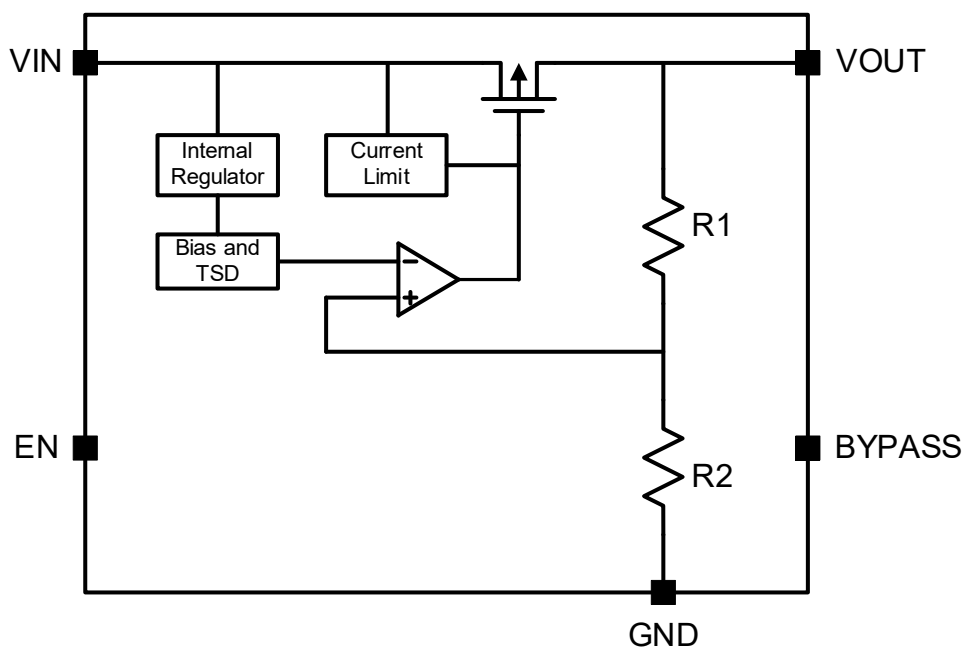 VIN
VOUT
Internal
Regulator
Current
Limit
R1
Bias and
TSD
−
+
EN
BYPASS
R2
GND